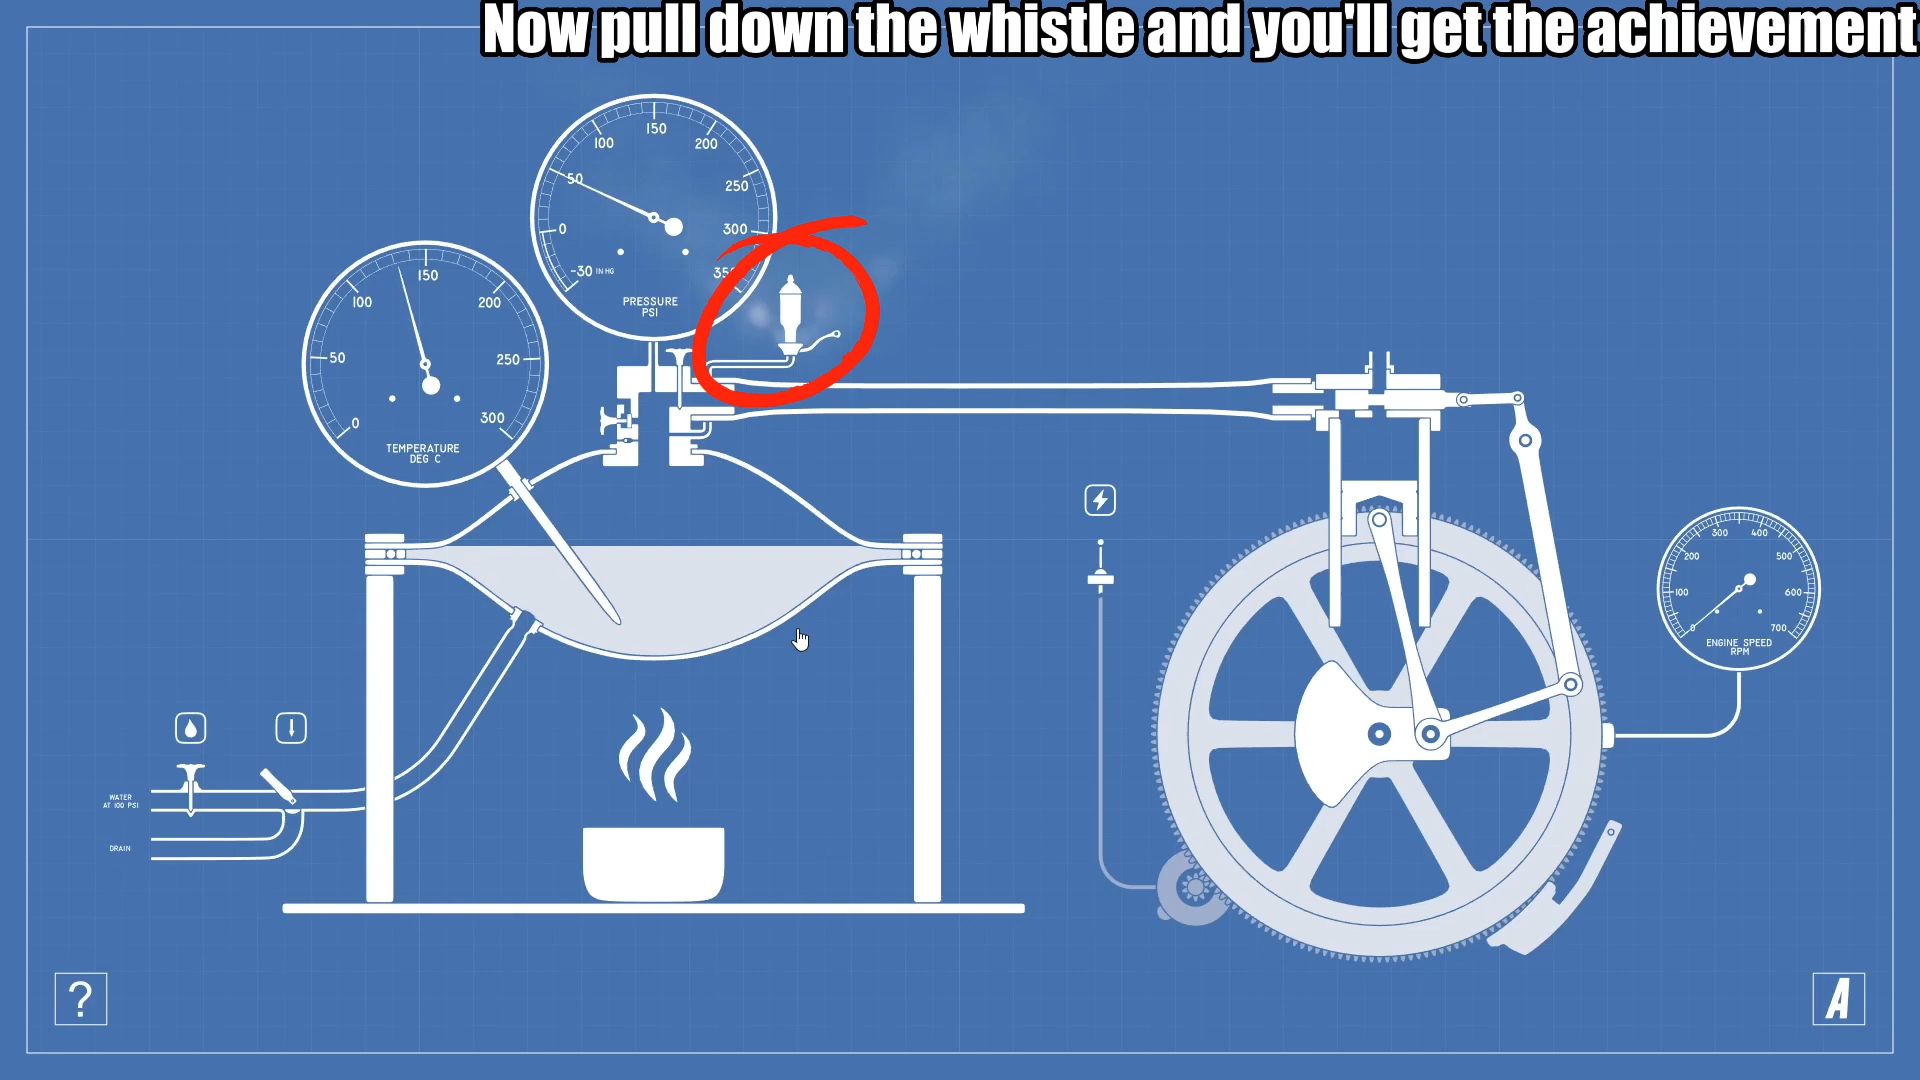 Now pull down the whistle and you'll get the achievement
150
100
200
50
250
0
300
-30 IN HG
350
PRESSURE
PSI
150
100
200
50
250
0
300
TEMPERATURE
DEG C
300
400
200
500
100
600
0
700
ENGINE SPEED
RPM
WATER
AT 100 PSI
DRAIN
?
A